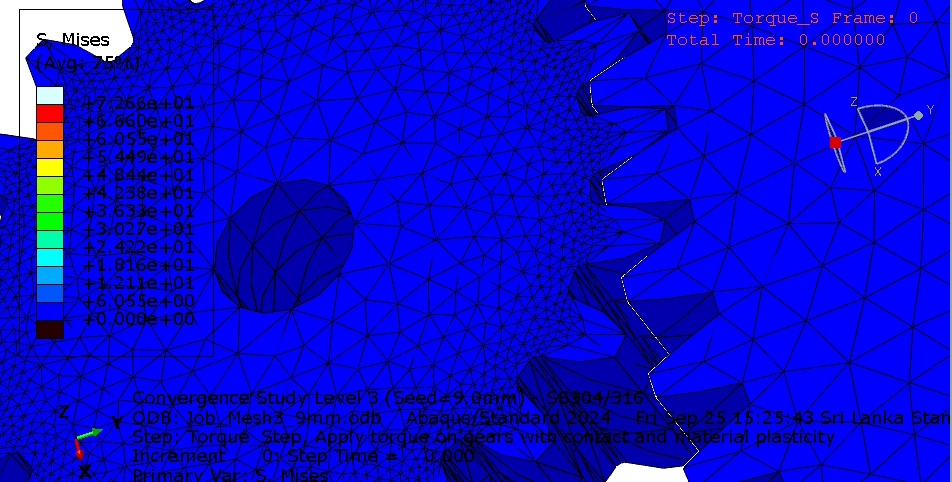 Step: Torque_S Frame: 0
Total Time: 0.000000
S, Mises
(Avg: 75%)
+7.266e+01
+6.660e+01
+6.055e+01
+5.449e+01
+4.844e+01
+4.238e+01
+3.633e+01
+3.027e+01
+2.422e+01
+1.816e+01
+1.211e+01
+6.055e+00
+0.000e+00
Z
Y
X
Convergence Study Level 3 (Seed=9.0mm) - SS304/316
ODB: Job_Mesh3_9mm.odb Abaqus/Standard 2024 Fri Sep 25 15:25:43 Sri Lanka Stan
Z
Y
Step: Torque_Step, Apply torque on gears with contact and material plasticity
Increment 0: Step Time = 0.000
X
Primary Var: S, Mises